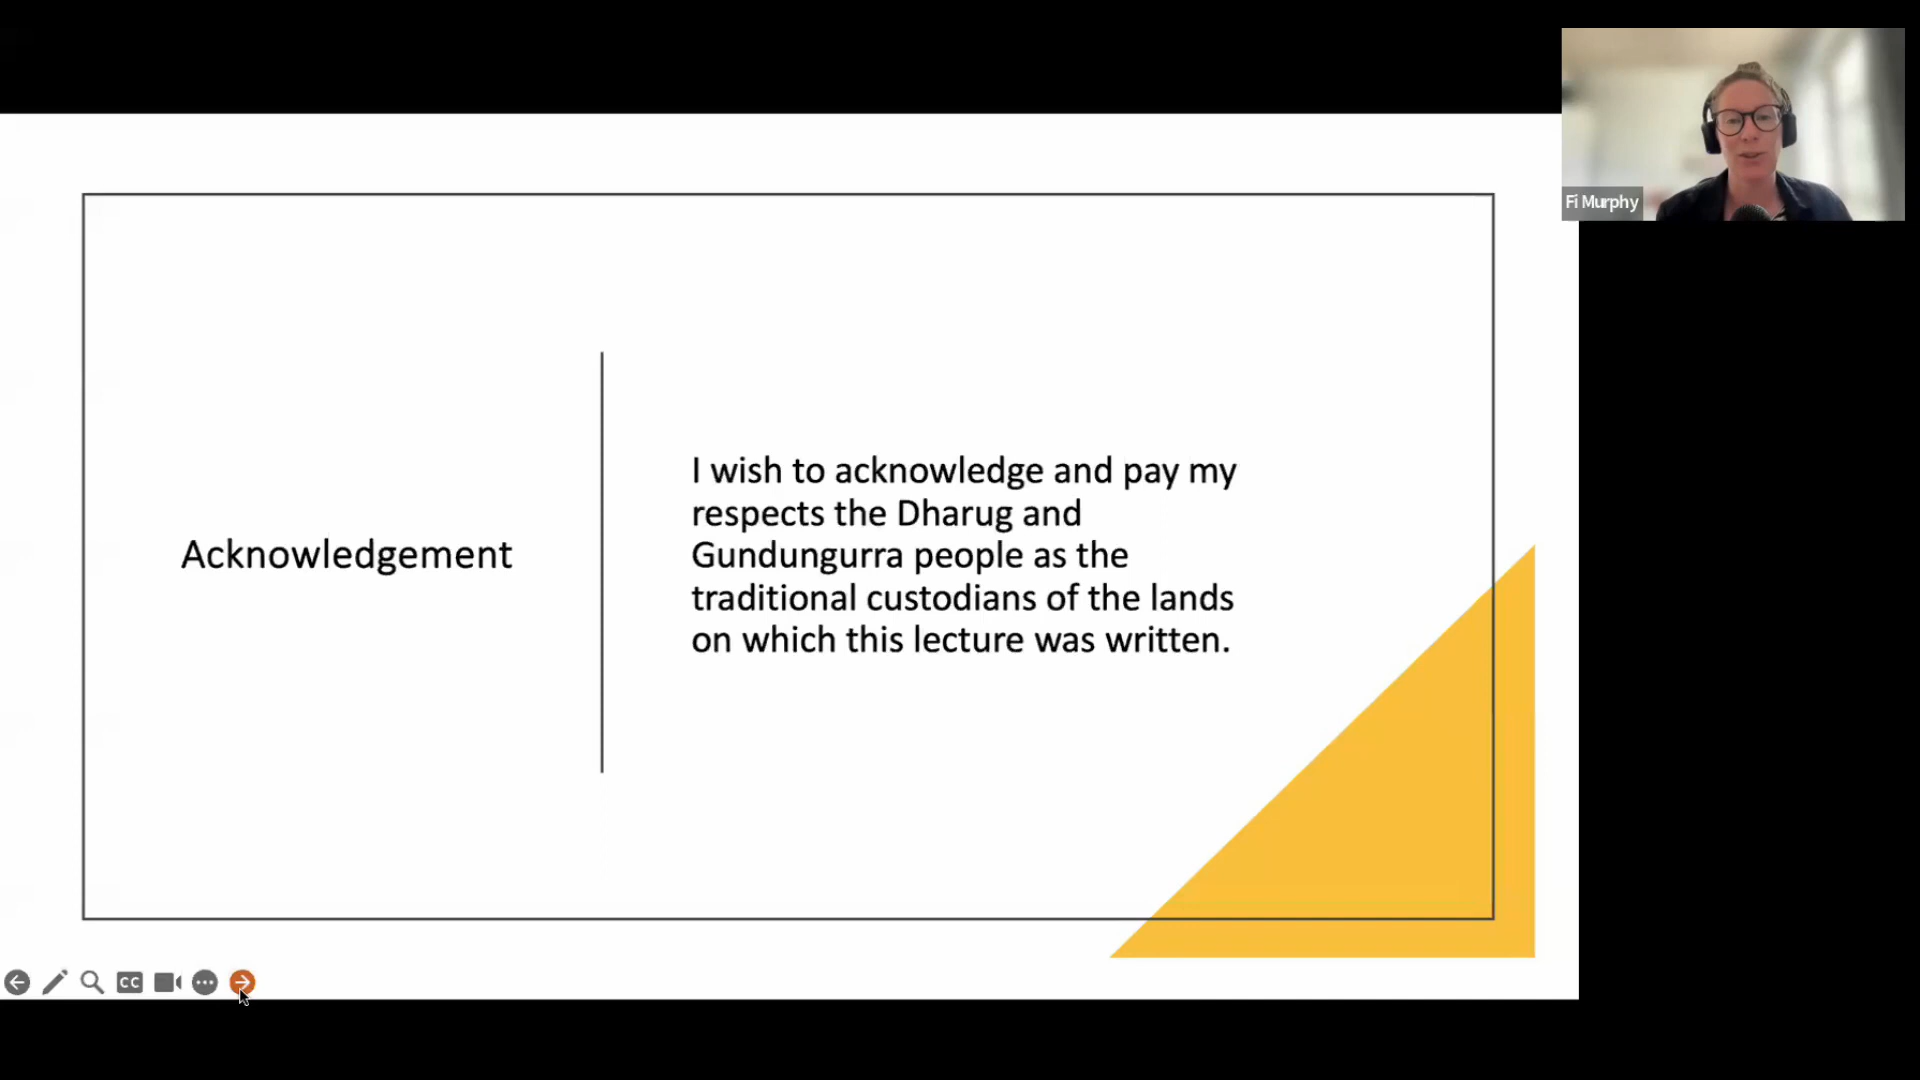 Fi Murphy
Acknowledgement
I wish to acknowledge and pay my
respects the Dharug and
Gundungurra people as the
traditional custodians of the lands
on which this lecture was written.
CC